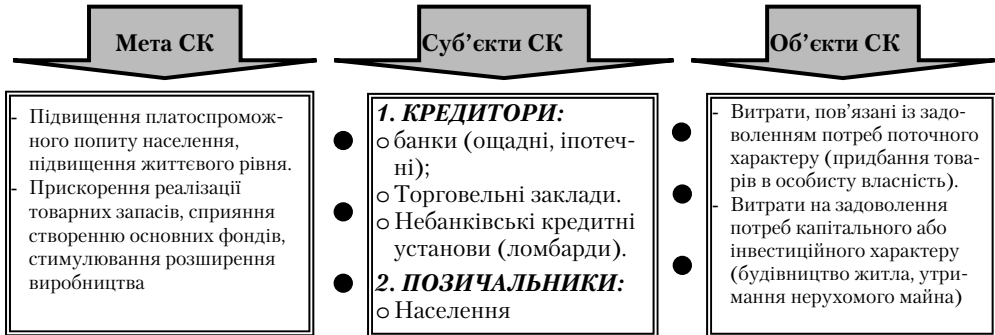 Мета СК
Суб’єкти СК
Об’єкти СК
- Підвищення платоспромож-
ного попиту населення,
підвищення життєвого рівня.
- Прискорення реалізації
товарних запасів, сприяння
створенню основних фондів,
стимулювання розширення
виробництва
1. КРЕДИТОРИ:
o банки (ощадні, іпотеч-
ні);
o Торговельні заклади.
o Небанківські кредитні
установи (ломбарди).
2. ПОЗИЧАЛЬНИКИ:
o Населення
- Витрати, пов’язані із задо-
воленням потреб поточного
характеру (придбання това-
рів в особисту власність).
- Витрати на задоволення
потреб капітального або
інвестиційного характеру
(будівництво житла, утри-
мання нерухомого майна)